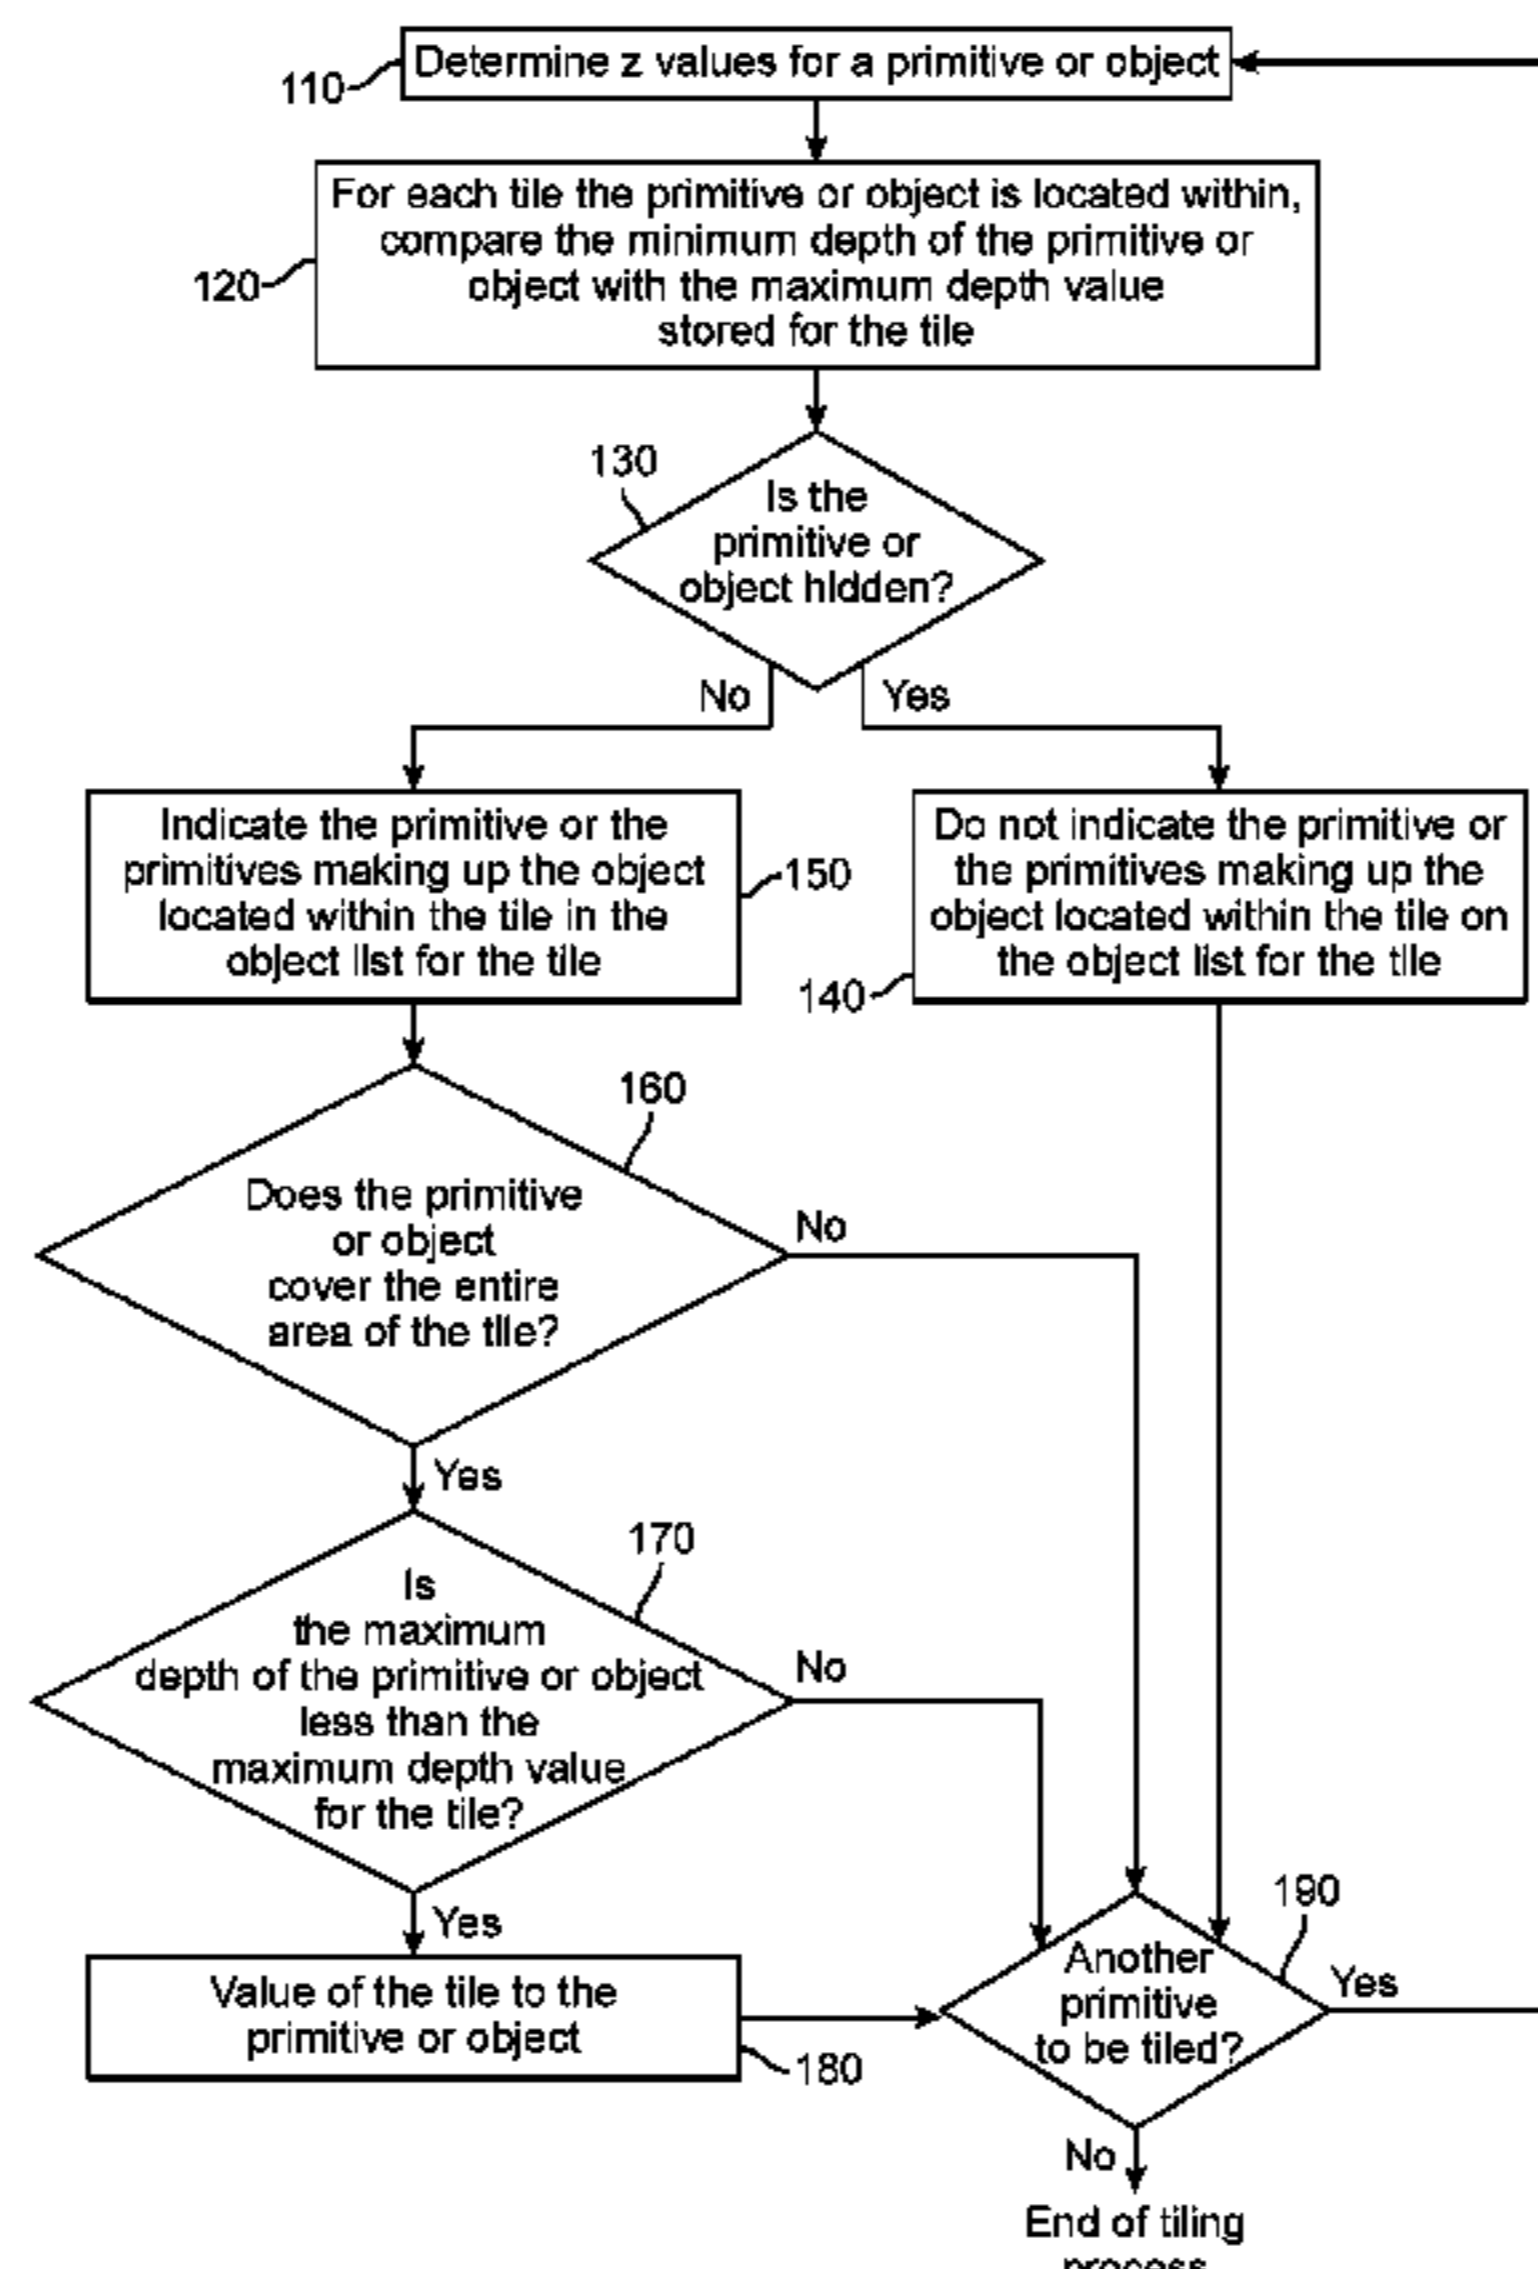 Determine z values for a primitive or object
110
For each tile the primitive or object is located within,
compare the minimum depth of the primitive or
object with the maximum depth value
stored for the tile
120
130
Is the
primitive or
object hidden?
No
Yes
Indicate the primitive or the
primitives making up the object
located within the tile in the
object list for the tile
150
Do not indicate the primitive or
the primitives making up the
object located within the tile on
the object list for the tile
140
160
Does the primitive
or object
cover the entire
area of the tile?
No
Yes
170
Is
the maximum
depth of the primitive or object
less than the
maximum depth value
for the tile?
No
Yes
Value of the tile to the
primitive or object
180
190
Another
primitive
to be tiled?
Yes
No
End of tiling
process